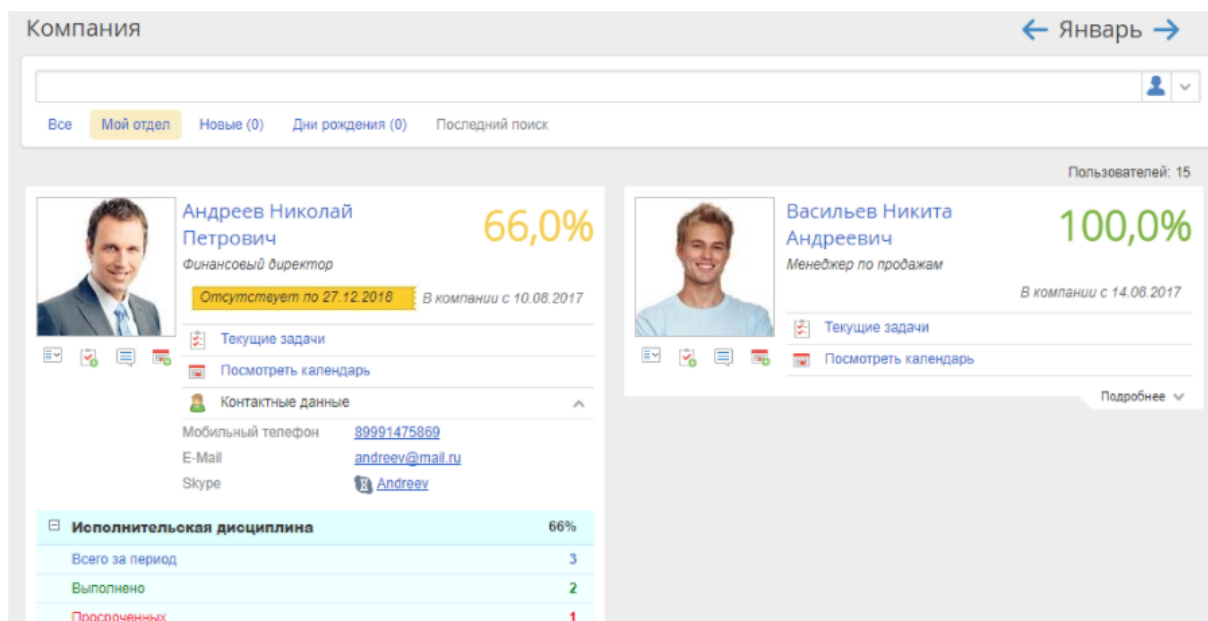 Компания
Январь
Все Мой отдел Новые (0) Дни рождения (0) Последний поиск
Пользователей: 15
Андреев Николай
Петрович
66,0%
Финансовый директор
Отсутствует по 27.12.2018 В компании с 10.08.2017
Текущие задачи
Посмотреть календарь
Контактные данные
Мобильный телефон 89991475869
E-Mail andreev@mail.ru
Skype Andreev
Исполнительская дисциплина 66%
Всего за период 3
Выполнено 2
Просроченных 1
Васильев Никита
Андреевич
100,0%
Менеджер по продажам
В компании с 14.08.2017
Текущие задачи
Посмотреть календарь
Подробнее